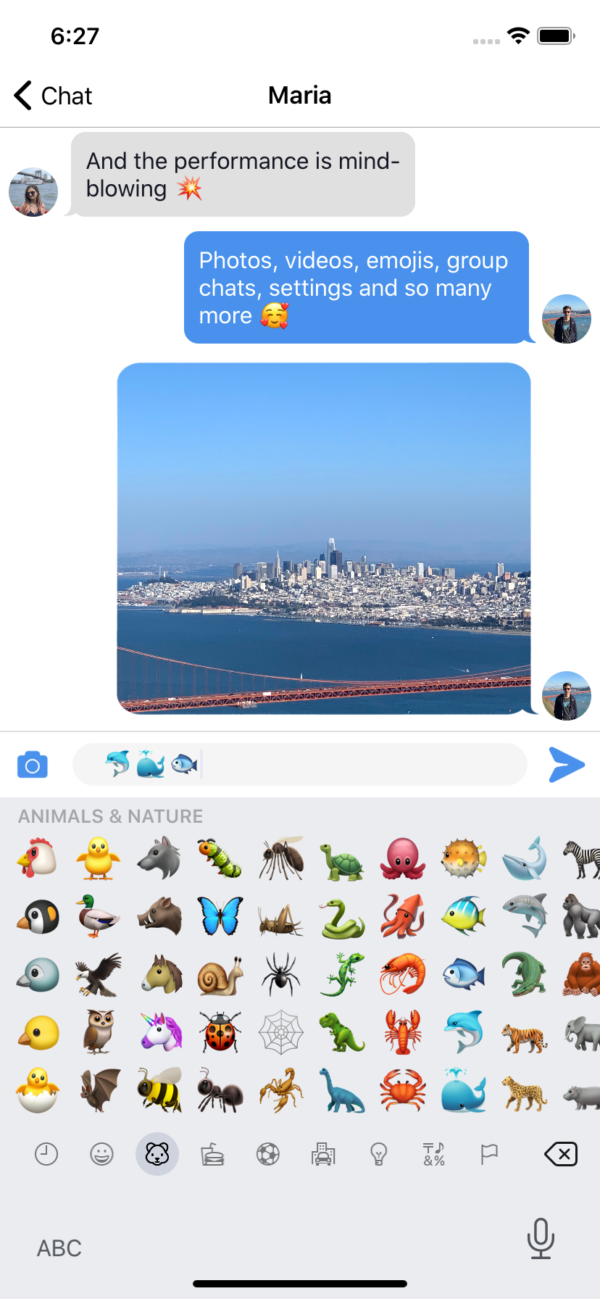 6:27
Chat
Maria
And the performance is mind-
blowing 💥
Photos, videos, emojis, group
chats, settings and so many
more 🥰
🐬🐳🐟
ANIMALS & NATURE
&%
ABC